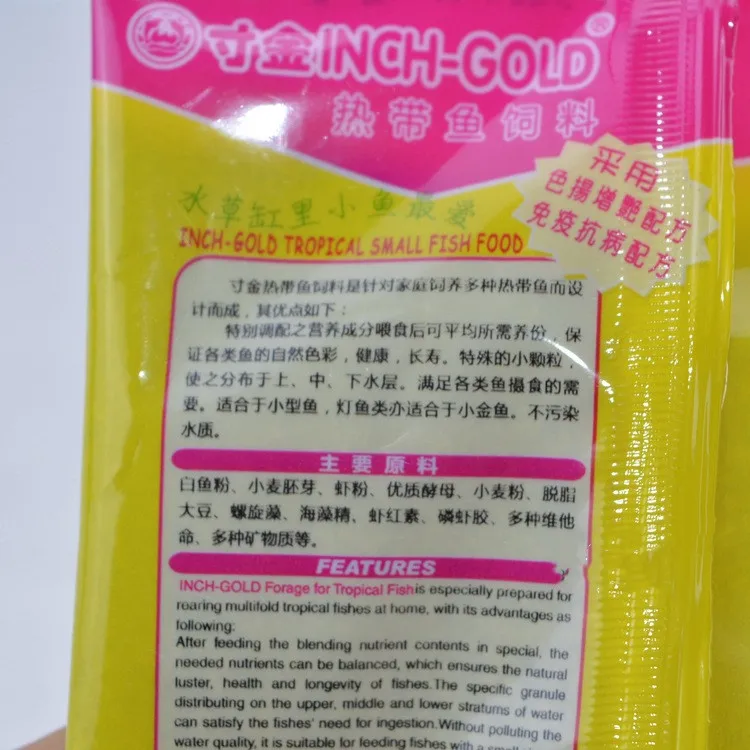 寸金INCH-GOLD®
热带鱼饲料
采用
色揚增艷配方
免疫抗病配方
水草缸里小鱼最爱
INCH-GOLD TROPICAL SMALL FISH FOOD
寸金热带鱼饲料是针对家庭饲养多种热带鱼而设
计而成，其优点如下：
特别调配之营养成分喂食后可平均所需养份，保
证各类鱼的自然色彩，健康，长寿。特殊的小颗粒，
使之分布于上、中、下水层。满足各类鱼摄食的需
要。适合于小型鱼，灯鱼类亦适合于小金鱼。不污染
水质。
主要原料
白鱼粉、小麦胚芽、虾粉、优质酵母、小麦粉、脱脂
大豆、螺旋藻、海藻精、虾红素、磷虾胶、多种维他
命、多种矿物质等。
FEATURES
INCH-GOLD Forage for Tropical Fish is especially prepared for
rearing multifold tropical fishes at home, with its advantages as
following:
After feeding the blending nutrient contents in special, the
needed nutrients can be balanced, which ensures the natural
luster, health and longevity of fishes.The specific granule
distributing on the upper, middle and lower stratums of water
can satisfy the fishes' need for ingestion.Without polluting the
water quality, it is suitable for feeding fishes with a